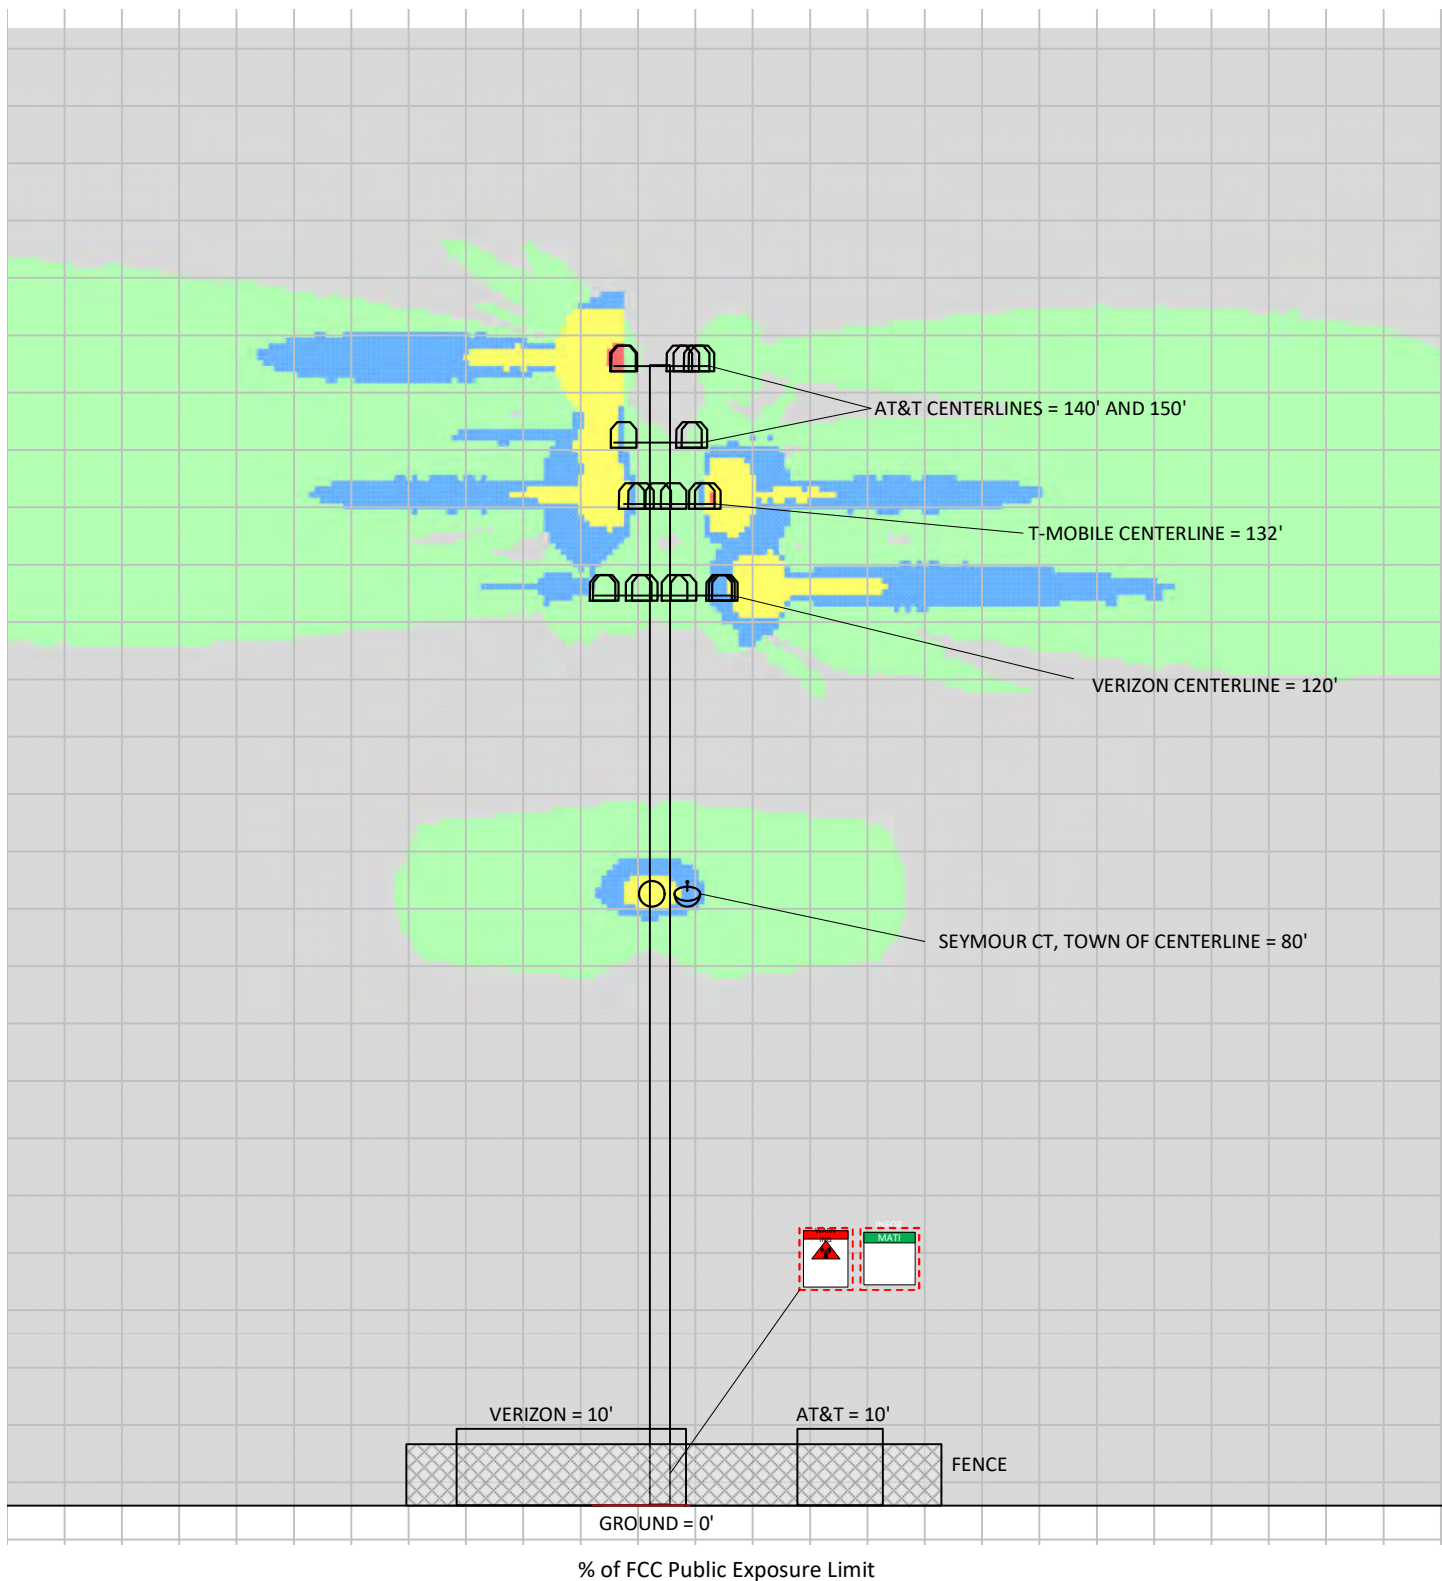 AT&T CENTERLINES = 140' AND 150'
T-MOBILE CENTERLINE = 132'
VERIZON CENTERLINE = 120'
SEYMOUR CT, TOWN OF CENTERLINE = 80'
MATI
VERIZON = 10'
AT&T = 10'
FENCE
GROUND = 0'
% of FCC Public Exposure Limit